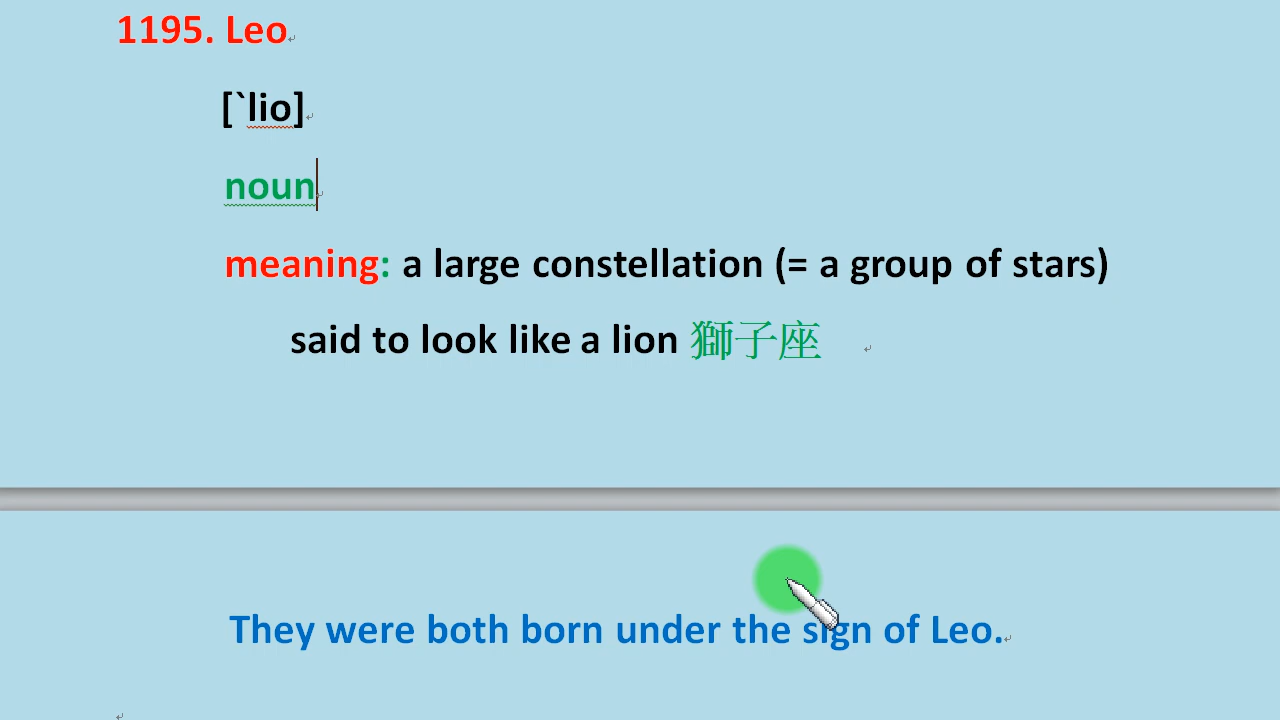 1195. Leo
[`lio]
noun
meaning: a large constellation (= a group of stars)
said to look like a lion 獅子座
They were both born under the sign of Leo.